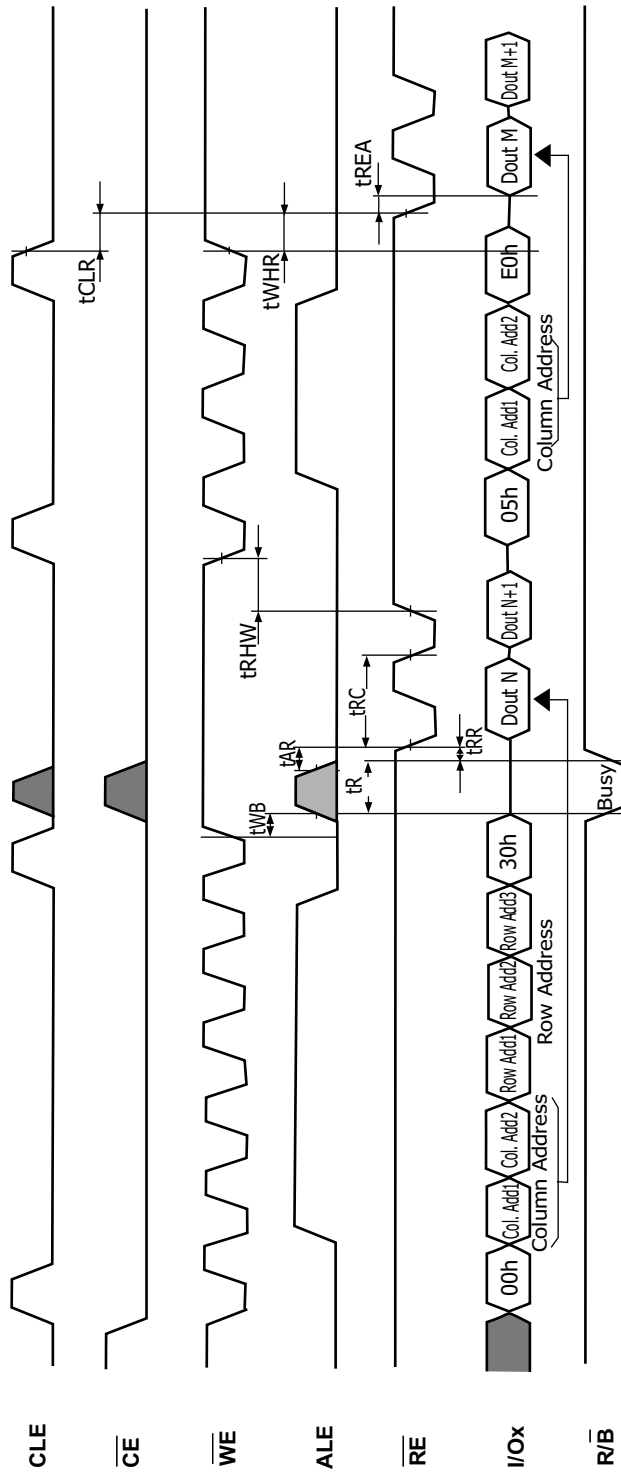 CLE
tCLR
CE
WE
tWB
tRHW
tWHR
ALE
tAR
RE
tR
tRR
tRC
tREA
I/Ox
00h
Col. Add1
Col. Add2
Row Add1
Row Add2
Row Add3
30h
Dout N
Dout N+1
05h
Col. Add1
Col. Add2
E0h
Dout M
Dout M+1
Column Address
Row Address
Column Address
R/B
Busy